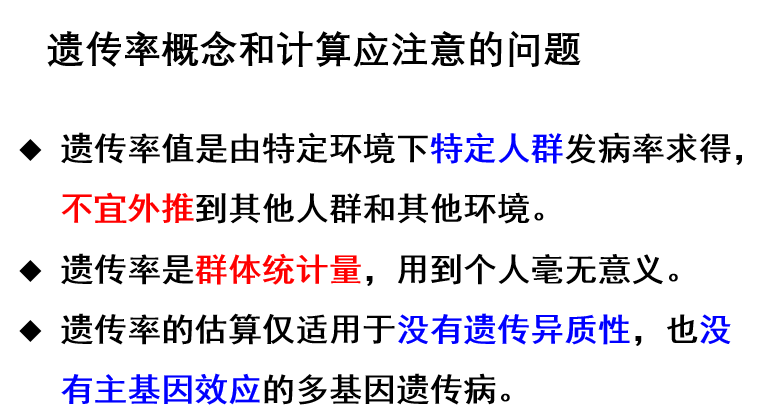 遗传率概念和计算应注意的问题
◆ 遗传率值是由特定环境下特定人群发病率求得，
不宜外推到其他人群和其他环境。
◆ 遗传率是群体统计量，用到个人毫无意义。
◆ 遗传率的估算仅适用于没有遗传异质性，也没
有主基因效应的多基因遗传病。